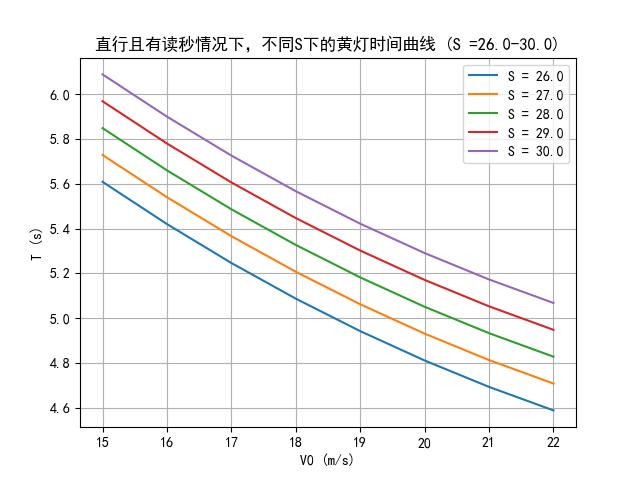 直行且有读秒情况下，不同S下的黄灯时间曲线 (S =26.0-30.0)
S = 26.0
S = 27.0
S = 28.0
S = 29.0
S = 30.0
6.0
5.8
5.6
5.4
5.2
5.0
4.8
4.6
T (s)
15 16 17 18 19 20 21 22
V0 (m/s)